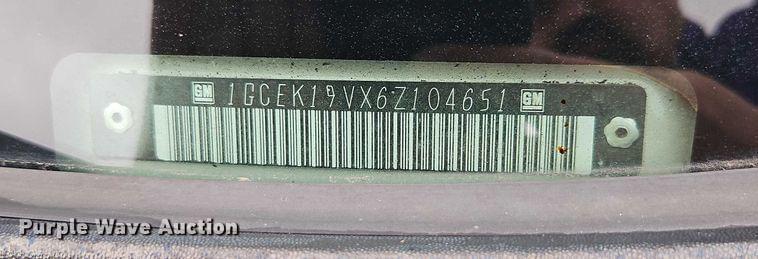 GM 1GCEK19VX6Z104651 GM
Purple Wave Auction